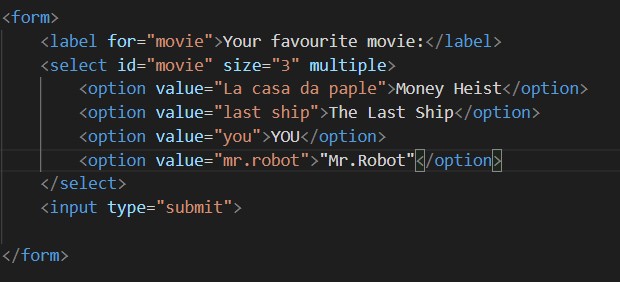 <form>
<label for="movie">Your favourite movie:</label>
<select id="movie" size="3" multiple>
<option value="La casa da paple">Money Heist</option>
<option value="last ship">The Last Ship</option>
<option value="you">YOU</option>
<option value="mr.robot">"Mr.Robot"</option>
</select>
<input type="submit">
</form>